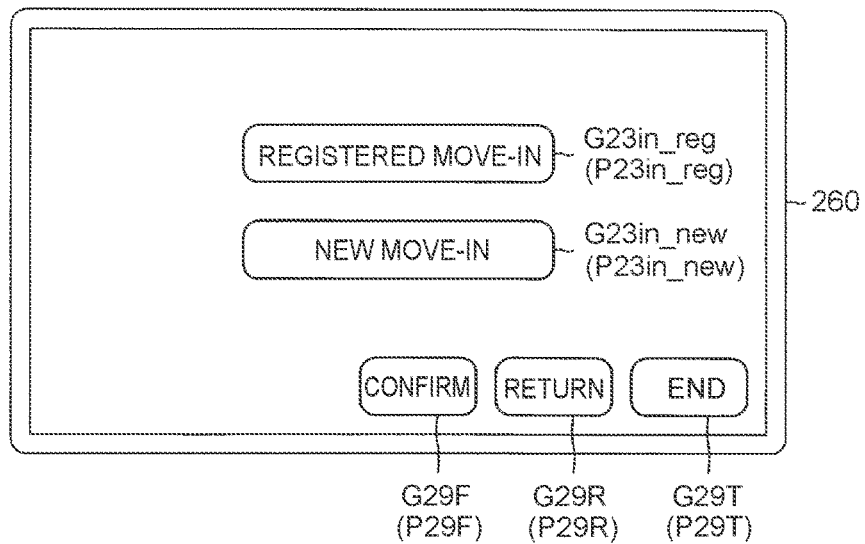 REGISTERED MOVE-IN
G23in_reg
(P23in_reg)
260
NEW MOVE-IN
G23in_new
(P23in_new)
CONFIRM
RETURN
END
G29F
(P29F)
G29R
(P29R)
G29T
(P29T)